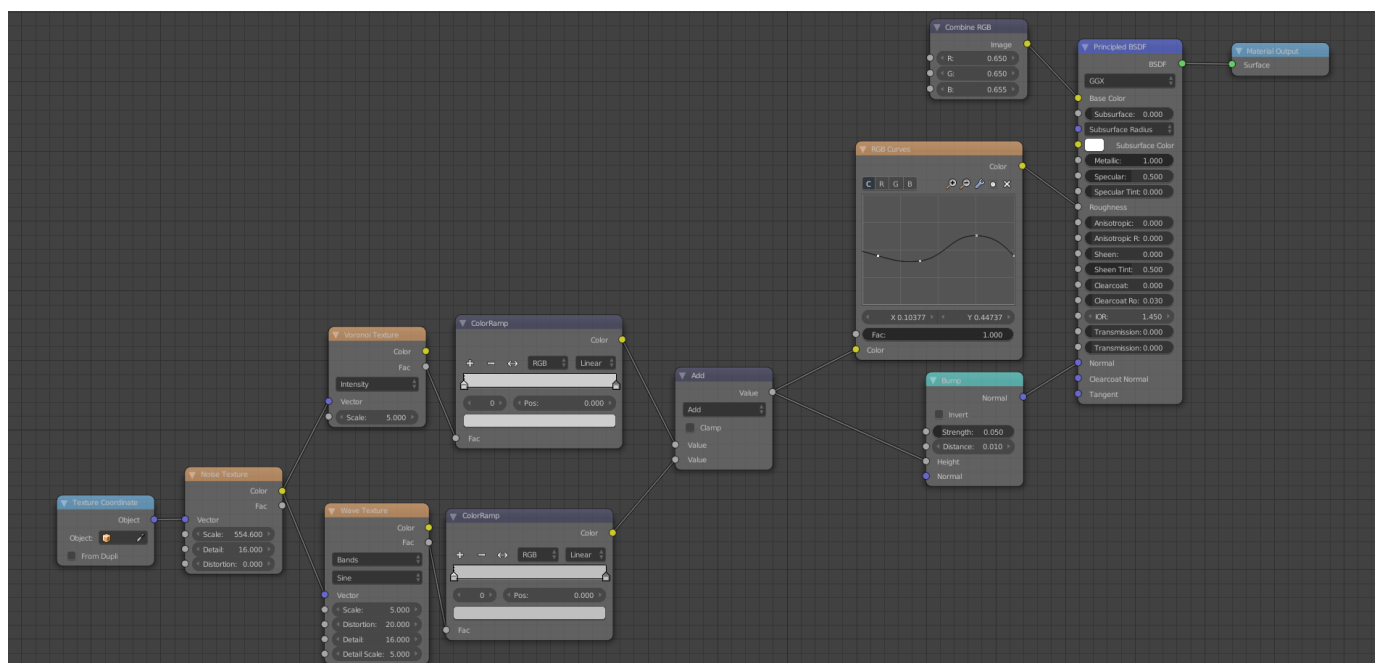 Combine RGB
Image
R: 0.650
G: 0.650
B: 0.655
Principled BSDF
BSDF
GGX
Base Color
Subsurface: 0.000
Subsurface Radius
Subsurface Color
Metallic: 1.000
Specular: 0.500
Specular Tint: 0.000
Roughness
Anisotropic: 0.000
Anisotropic R: 0.000
Sheen: 0.000
Sheen Tint: 0.500
Clearcoat: 0.000
Clearcoat Ro: 0.030
IOR: 1.450
Transmission: 0.000
Transmission: 0.000
Normal
Clearcoat Normal
Tangent
Material Output
Surface
RGB Curves
Color
C R G B
X 0.10377 Y 0.44737
Fac: 1.000
Color
Voronoi Texture
Color
Fac
Intensity
Vector
Scale: 5.000
ColorRamp
Color
RGB Linear
0 Pos: 0.000
Fac
Add
Value
Add
Clamp
Value
Value
Bump
Normal
Invert
Strength: 0.050
Distance: 0.010
Height
Normal
Texture Coordinate
Object
Object:
From Dupli
Noise Texture
Color
Fac
Vector
Scale: 554.600
Detail: 16.000
Distortion: 0.000
Wave Texture
Color
Fac
Bands
Sine
Vector
Scale: 5.000
Distortion: 20.000
Detail: 16.000
Detail Scale: 5.000
ColorRamp
Color
RGB Linear
0 Pos: 0.000
Fac